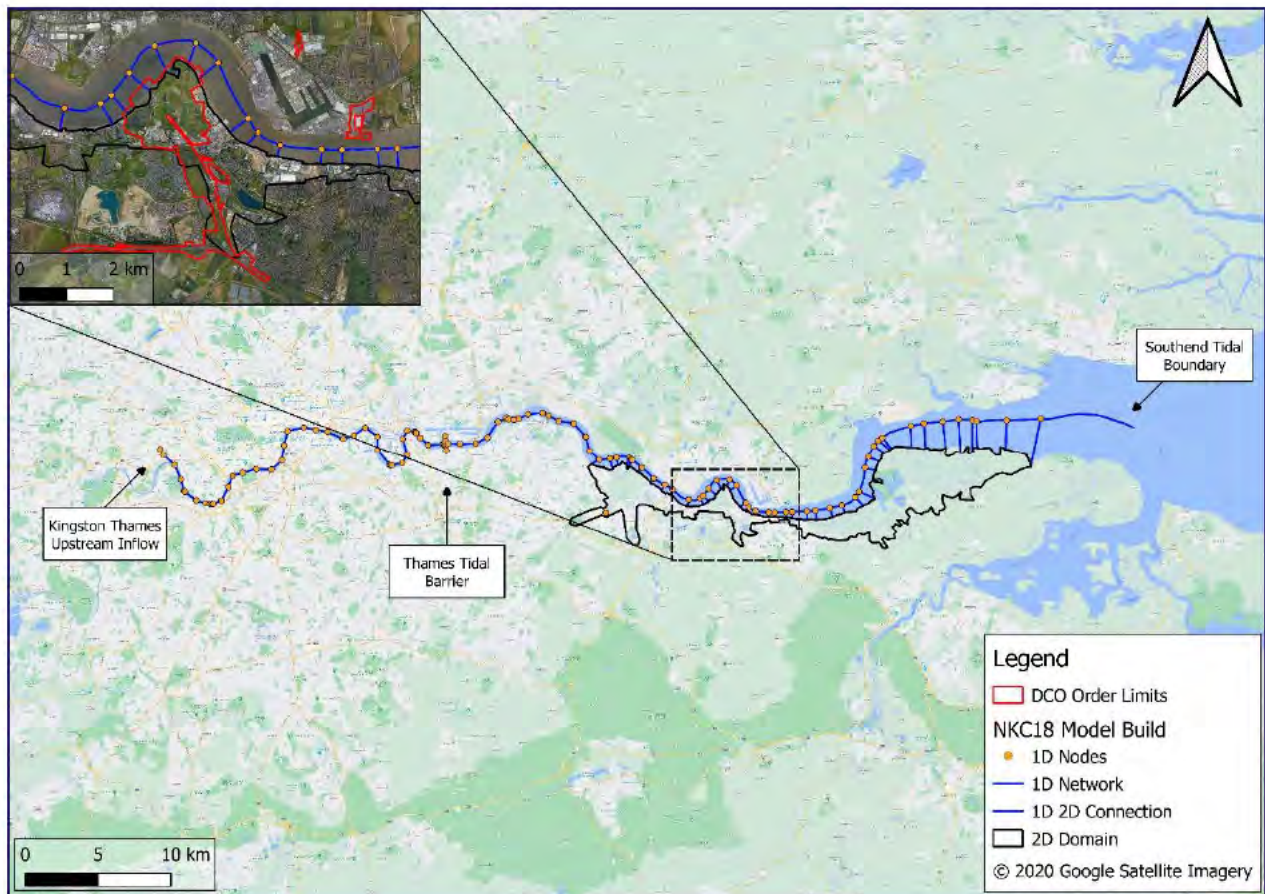 0 1 2 km
Southend Tidal
Boundary
Kingston Thames
Upstream Inflow
Thames Tidal
Barrier
Legend
DCO Order Limits
NKC18 Model Build
1D Nodes
1D Network
1D 2D Connection
2D Domain
© 2020 Google Satellite Imagery
0 5 10 km